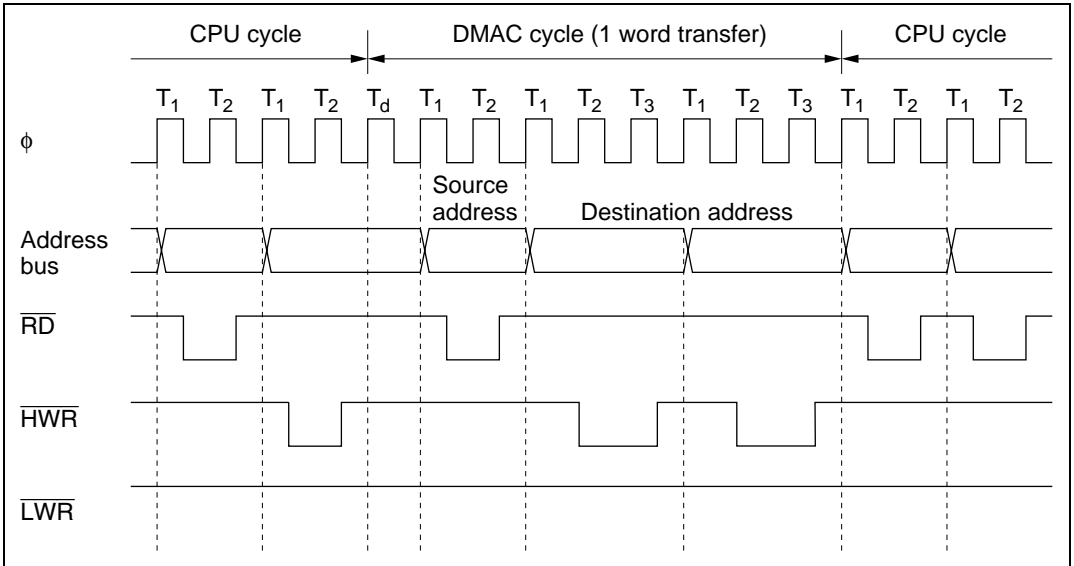 CPU cycle DMAC cycle (1 word transfer) CPU cycle
T1 T2 T1 T2 Td T1 T2 T1 T2 T3 T1 T2 T3 T1 T2 T1 T2
φ
Source
address Destination address
Address
bus
RD
HWR
LWR